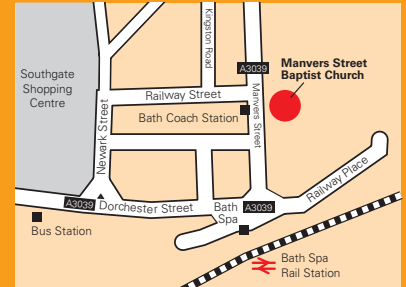 Kingston Road
Manvers Street
Baptist Church
A3039
Southgate
Shopping
Centre
Railway Street
Manvers Street
Bath Coach Station
Newark Street
Railway Place
A3039
Dorchester Street
Bath
Spa
A3039
Bus Station
Bath Spa
Rail Station